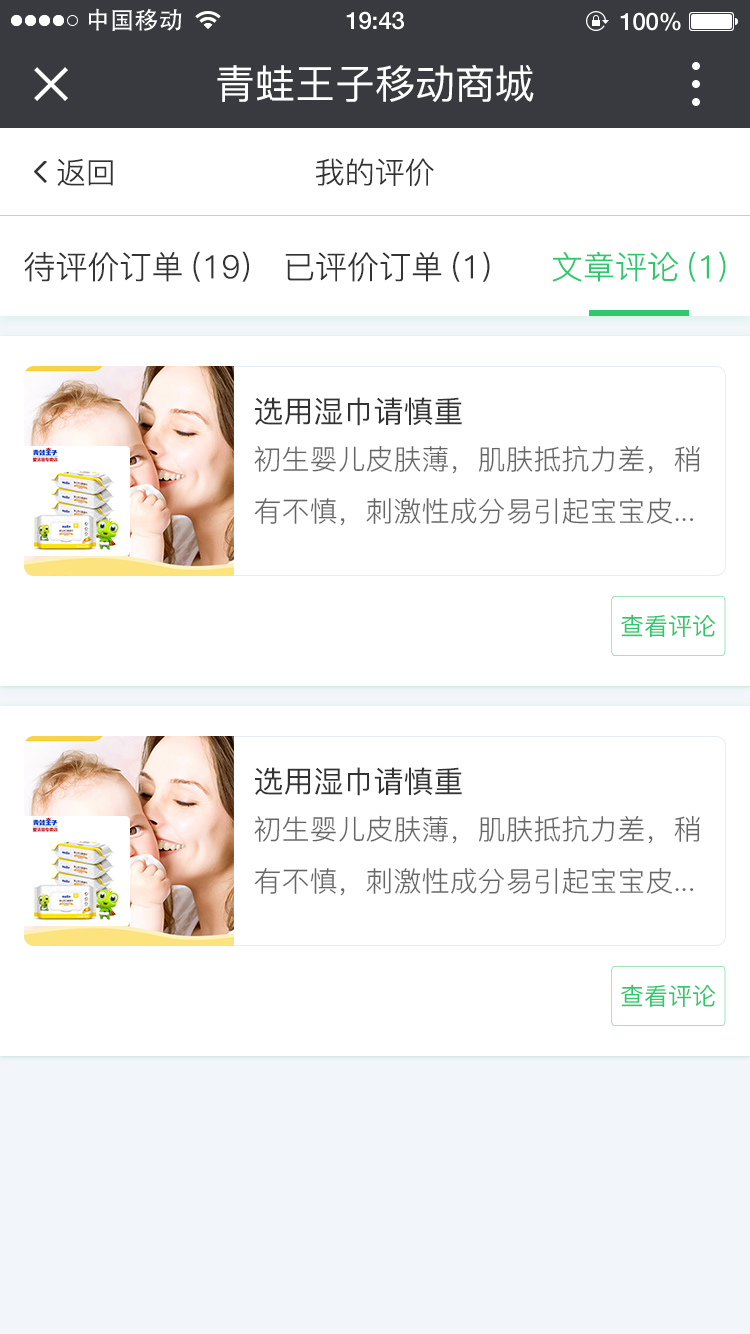 中国移动 19:43 100%
青蛙王子移动商城
返回 我的评价
待评价订单(19) 已评价订单(1) 文章评论(1)
青蛙王子
选用湿巾请慎重
初生婴儿皮肤薄，肌肤抵抗力差，稍
有不慎，刺激性成分易引起宝宝皮...
查看评论
青蛙王子
选用湿巾请慎重
初生婴儿皮肤薄，肌肤抵抗力差，稍
有不慎，刺激性成分易引起宝宝皮...
查看评论